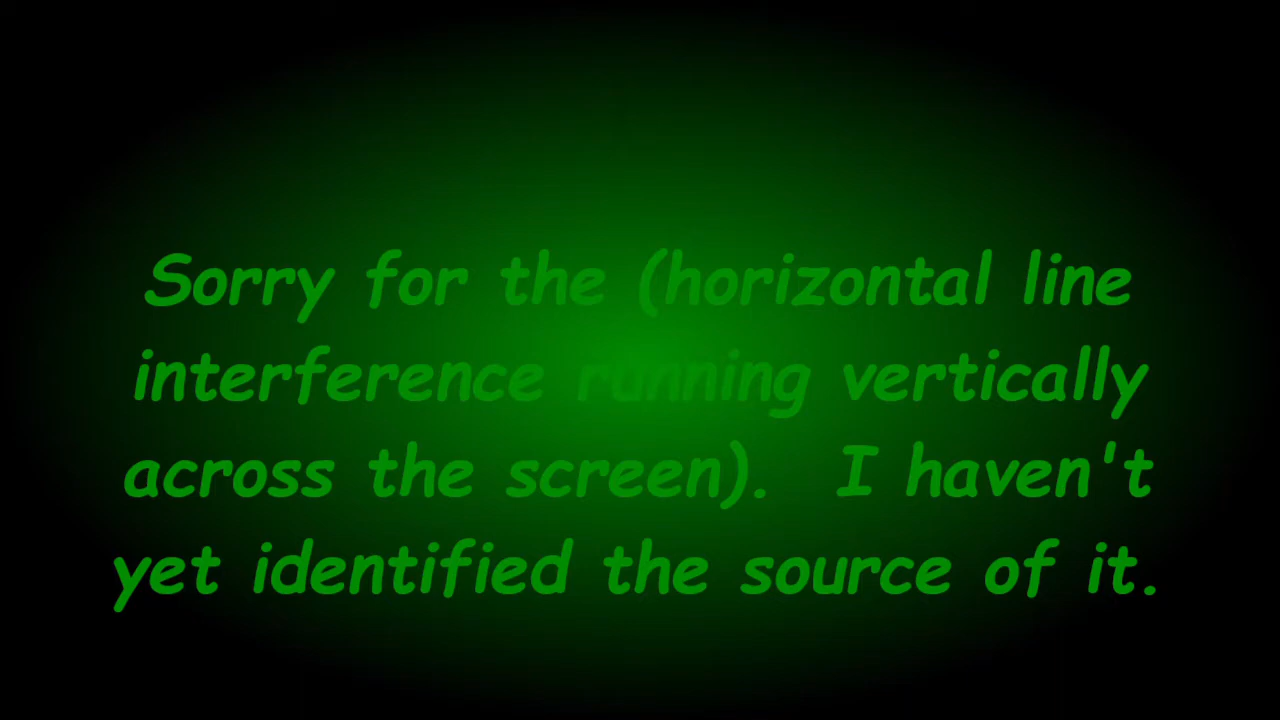 Sorry for the (horizontal line
interference running vertically
across the screen).  I haven't
yet identified the source of it.